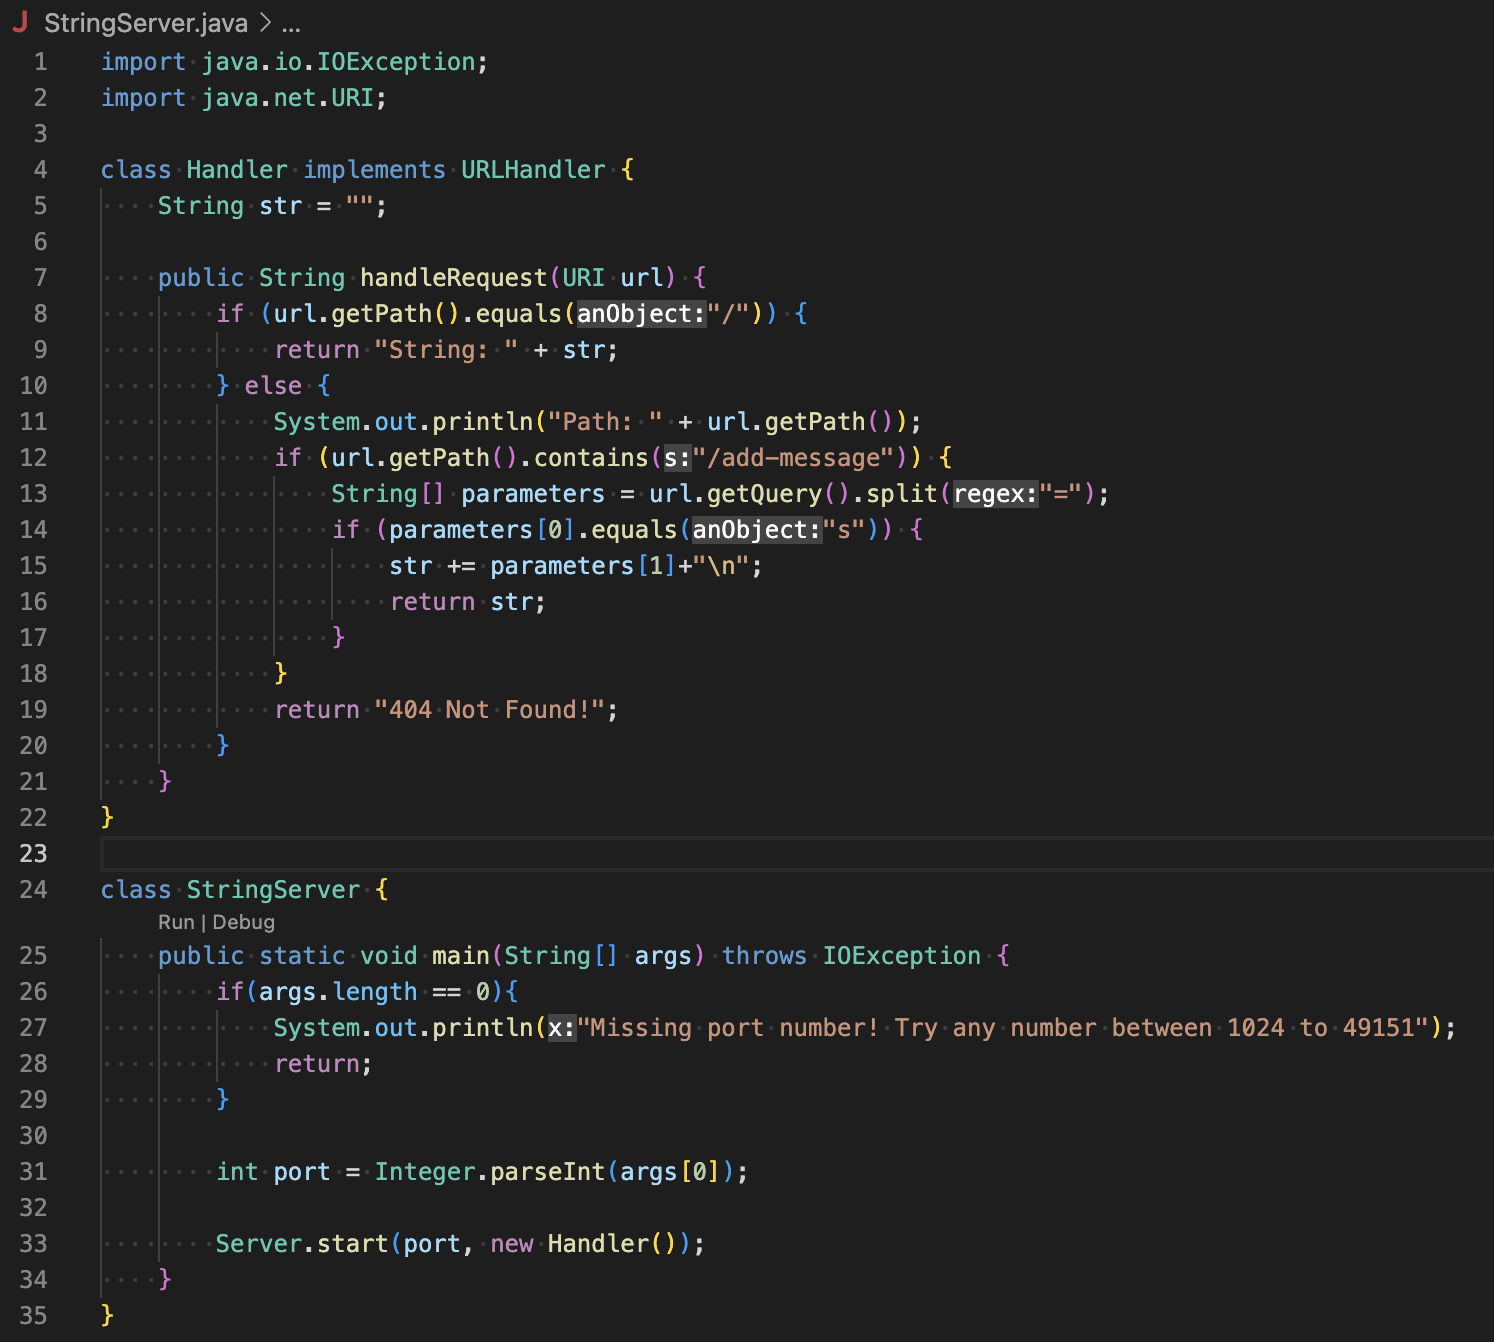 J StringServer.java > ...
1 import java.io.IOException;
2 import java.net.URI;
3
4 class Handler implements URLHandler {
5     String str = "";
6
7     public String handleRequest(URI url) {
8         if (url.getPath().equals(anObject:"/")) {
9             return "String: " + str;
10         } else {
11             System.out.println("Path: " + url.getPath());
12             if (url.getPath().contains(s:"/add-message")) {
13                 String[] parameters = url.getQuery().split(regex:"=");
14                 if (parameters[0].equals(anObject:"s")) {
15                     str += parameters[1]+"\n";
16                     return str;
17                 }
18             }
19             return "404 Not Found!";
20         }
21     }
22 }
23
24 class StringServer {
Run | Debug
25     public static void main(String[] args) throws IOException {
26         if(args.length == 0){
27             System.out.println(x:"Missing port number! Try any number between 1024 to 49151");
28             return;
29         }
30
31         int port = Integer.parseInt(args[0]);
32
33         Server.start(port, new Handler());
34     }
35 }